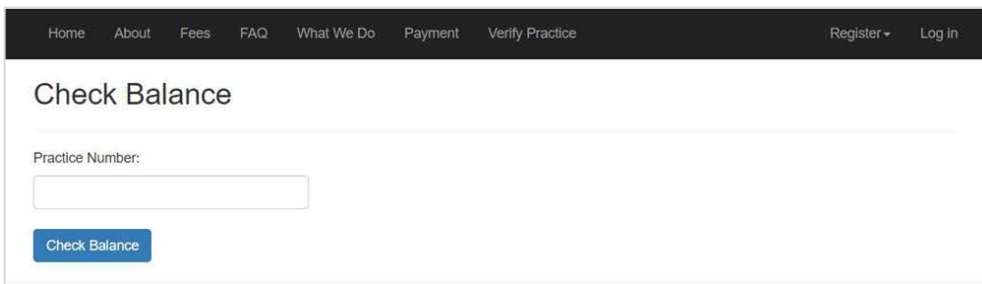 Home About Fees FAQ What We Do Payment Verify Practice Register Log in
Check Balance
Practice Number:
Check Balance